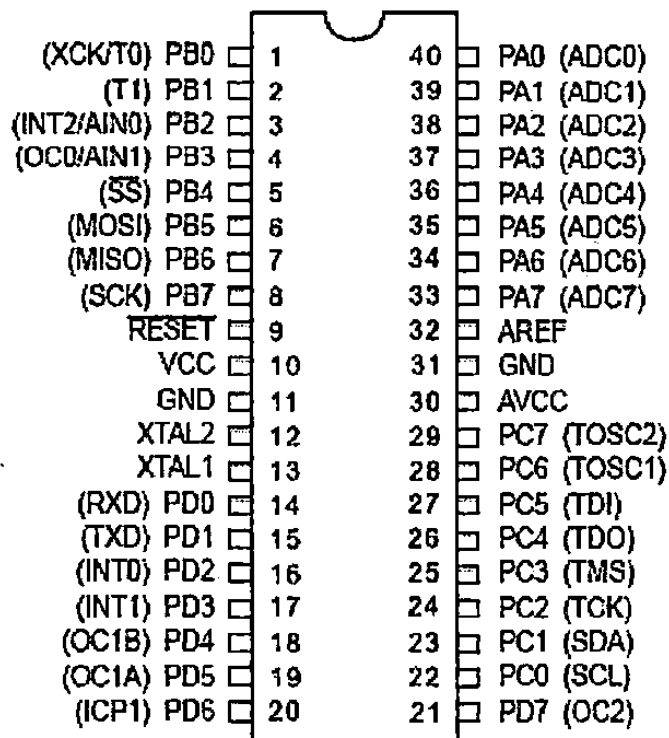 (XCK/T0) PB0 1 40 PA0 (ADC0)
(T1) PB1 2 39 PA1 (ADC1)
(INT2/AIN0) PB2 3 38 PA2 (ADC2)
(OC0/AIN1) PB3 4 37 PA3 (ADC3)
(SS) PB4 5 36 PA4 (ADC4)
(MOSI) PB5 6 35 PA5 (ADC5)
(MISO) PB6 7 34 PA6 (ADC6)
(SCK) PB7 8 33 PA7 (ADC7)
RESET 9 32 AREF
VCC 10 31 GND
GND 11 30 AVCC
XTAL2 12 29 PC7 (TOSC2)
XTAL1 13 28 PC6 (TOSC1)
(RXD) PD0 14 27 PC5 (TDI)
(TXD) PD1 15 26 PC4 (TDO)
(INT0) PD2 16 25 PC3 (TMS)
(INT1) PD3 17 24 PC2 (TCK)
(OC1B) PD4 18 23 PC1 (SDA)
(OC1A) PD5 19 22 PC0 (SCL)
(ICP1) PD6 20 21 PD7 (OC2)